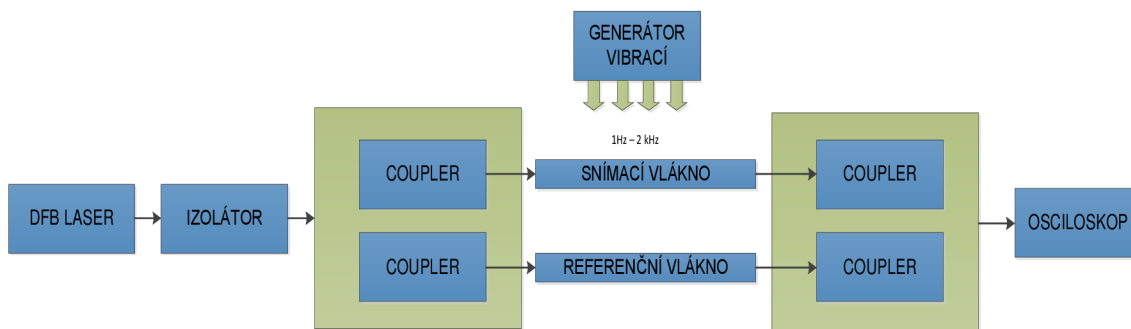 GENERÁTOR
VIBRACÍ
1Hz – 2 kHz
COUPLER
SNÍMACÍ VLÁKNO
COUPLER
DFB LASER
IZOLÁTOR
OSCILOSKOP
COUPLER
REFERENČNÍ VLÁKNO
COUPLER